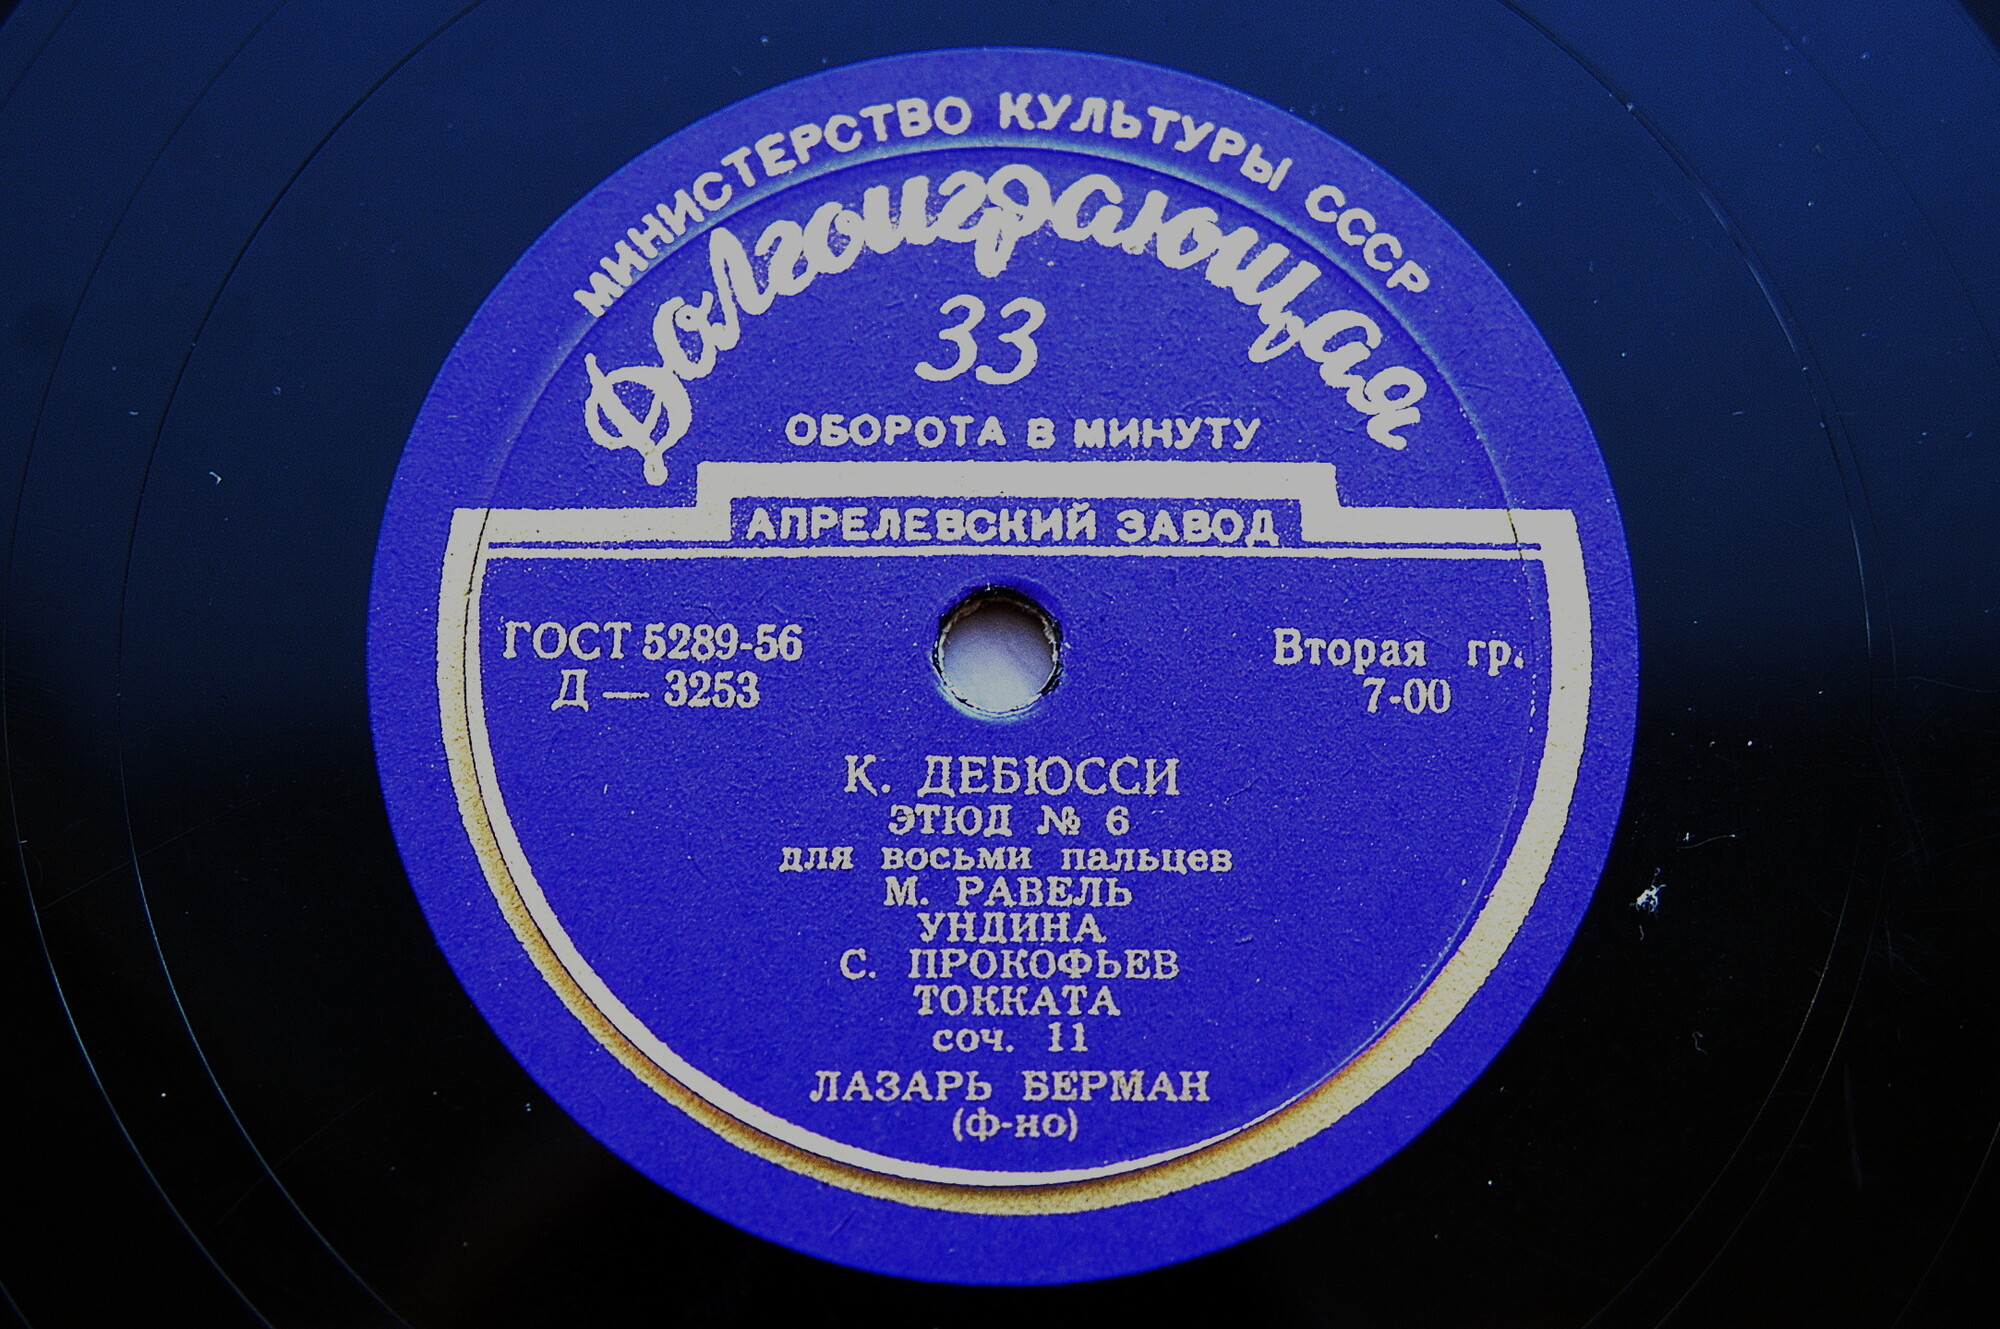 МИНИСТЕРСТВО КУЛЬТУРЫ СССР
Долгоиграющая
33
ОБОРОТА В МИНУТУ
АПРЕЛЕВСКИЙ ЗАВОД
ГОСТ 5289-56
Д — 3253
Вторая гр.
7-00
К. ДЕБЮССИ
ЭТЮД № 6
для восьми пальцев
М. РАВЕЛЬ
УНДИНА
С. ПРОКОФЬЕВ
ТОККАТА
соч. 11
ЛАЗАРЬ БЕРМАН
(ф-но)